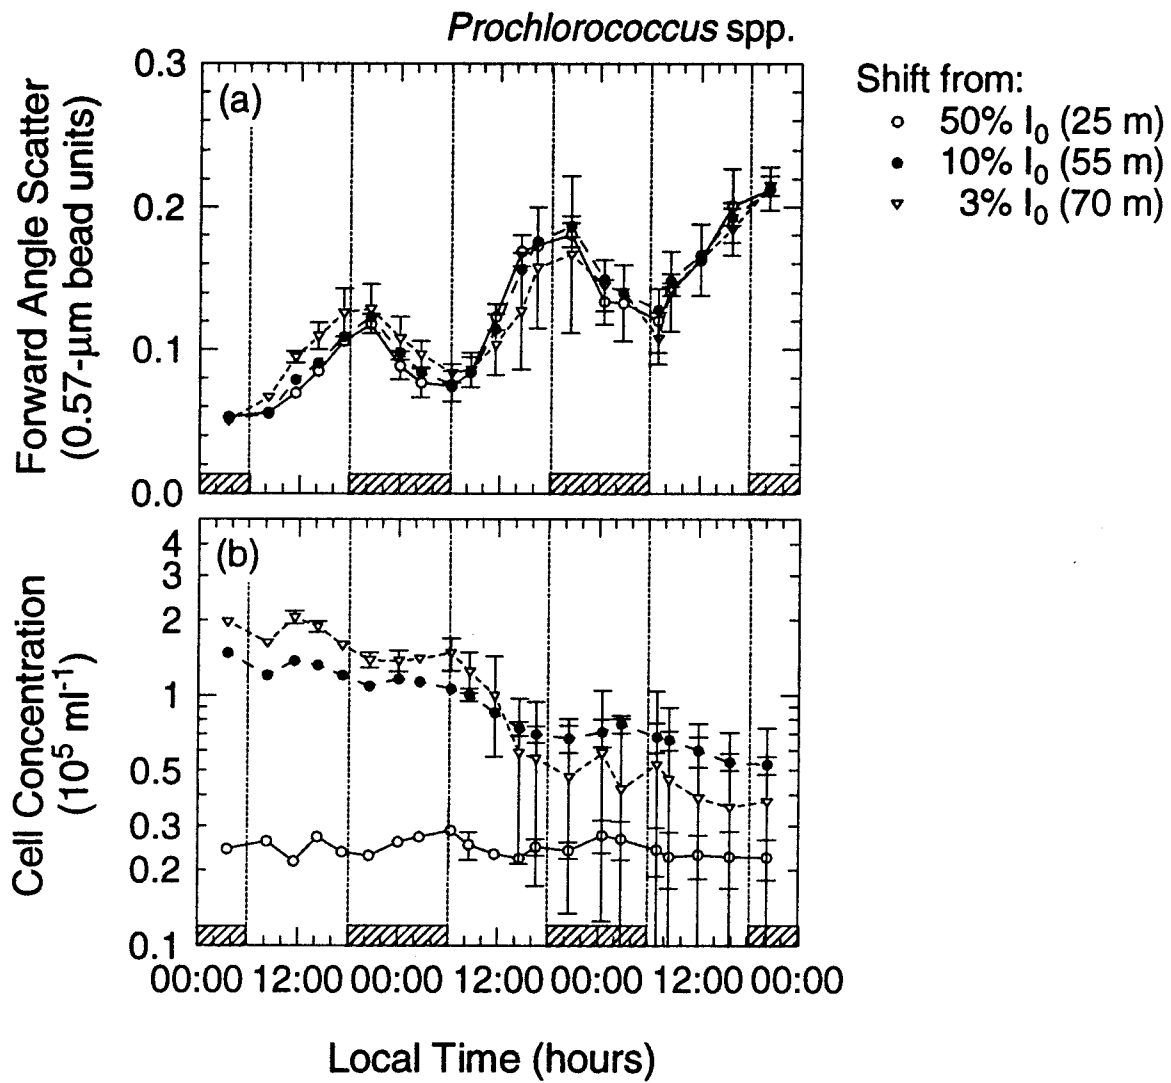 Prochlorococcus spp.
Forward Angle Scatter
(0.57-µm bead units)
0.3
0.2
0.1
0.0
(a)
Shift from:
50% I0 (25 m)
10% I0 (55 m)
3% I0 (70 m)
Cell Concentration
(10⁵ ml⁻¹)
4
3
2
1
0.5
0.3
0.2
0.1
(b)
00:00 12:00 00:00 12:00 00:00 12:00 00:00
Local Time (hours)